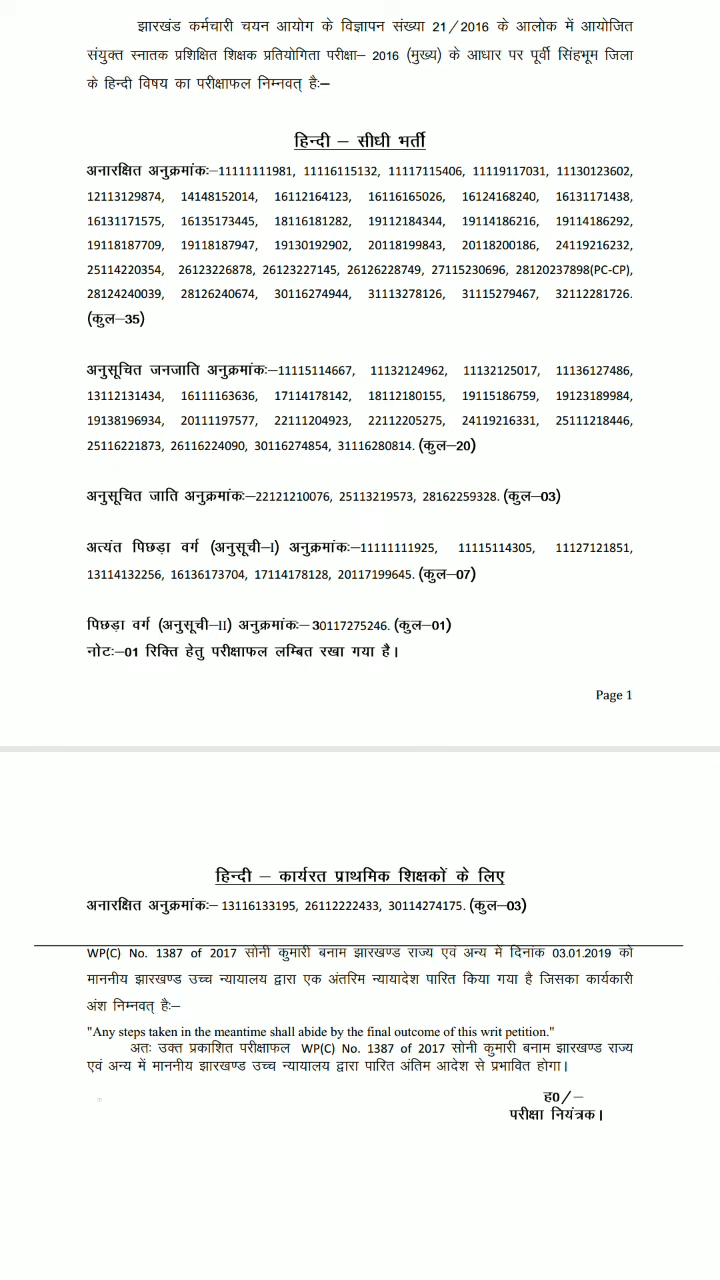 झारखंड कर्मचारी चयन आयोग के विज्ञापन संख्या 21/2016 के आलोक में आयोजित
संयुक्त स्नातक प्रशिक्षित शिक्षक प्रतियोगिता परीक्षा– 2016 (मुख्य) के आधार पर पूर्वी सिंहभूम जिला
के हिन्दी विषय का परीक्षाफल निम्नवत् हैः–
हिन्दी – सीधी भर्ती
अनारक्षित अनुक्रमांकः–11111111981, 11116115132, 11117115406, 11119117031, 11130123602,
12113129874, 14148152014, 16112164123, 16116165026, 16124168240, 16131171438,
16131171575, 16135173445, 18116181282, 19112184344, 19114186216, 19114186292,
19118187709, 19118187947, 19130192902, 20118199843, 20118200186, 24119216232,
25114220354, 26123226878, 26123227145, 26126228749, 27115230696, 28120237898(PC-CP),
28124240039, 28126240674, 30116274944, 31113278126, 31115279467, 32112281726.
(कुल–35)
अनुसूचित जनजाति अनुक्रमांकः–11115114667, 11132124962, 11132125017, 11136127486,
13112131434, 16111163636, 17114178142, 18112180155, 19115186759, 19123189984,
19138196934, 20111197577, 22111204923, 22112205275, 24119216331, 25111218446,
25116221873, 26116224090, 30116274854, 31116280814. (कुल–20)
अनुसूचित जाति अनुक्रमांकः–22121210076, 25113219573, 28162259328. (कुल–03)
अत्यंत पिछड़ा वर्ग (अनुसूची–I) अनुक्रमांकः–11111111925, 11115114305, 11127121851,
13114132256, 16136173704, 17114178128, 20117199645. (कुल–07)
पिछड़ा वर्ग (अनुसूची–II) अनुक्रमांकः– 30117275246. (कुल–01)
नोटः–01 रिक्ति हेतु परीक्षाफल लम्बित रखा गया है।
Page 1
हिन्दी – कार्यरत प्राथमिक शिक्षकों के लिए
अनारक्षित अनुक्रमांकः– 13116133195, 26112222433, 30114274175. (कुल–03)
WP(C) No. 1387 of 2017 सोनी कुमारी बनाम झारखण्ड राज्य एवं अन्य में दिनांक 03.01.2019 को
माननीय झारखण्ड उच्च न्यायालय द्वारा एक अंतरिम न्यायादेश पारित किया गया है जिसका कार्यकारी
अंश निम्नवत् हैः–
"Any steps taken in the meantime shall abide by the final outcome of this writ petition."
अतः उक्त प्रकाशित परीक्षाफल WP(C) No. 1387 of 2017 सोनी कुमारी बनाम झारखण्ड राज्य
एवं अन्य में माननीय झारखण्ड उच्च न्यायालय द्वारा पारित अंतिम आदेश से प्रभावित होगा।
ह0/–
परीक्षा नियंत्रक।